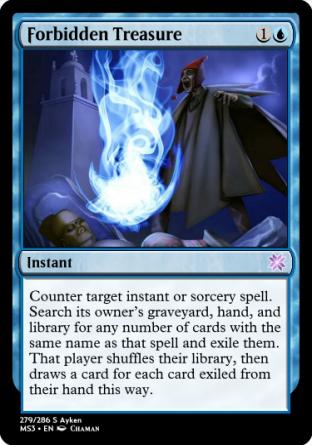 Forbidden Treasure 1
Instant
Counter target instant or sorcery spell.
Search its owner's graveyard, hand, and
library for any number of cards with the
same name as that spell and exile them.
That player shuffles their library, then
draws a card for each card exiled from
their hand this way.
279/286 S Ayken
MS3 • EN Chaman